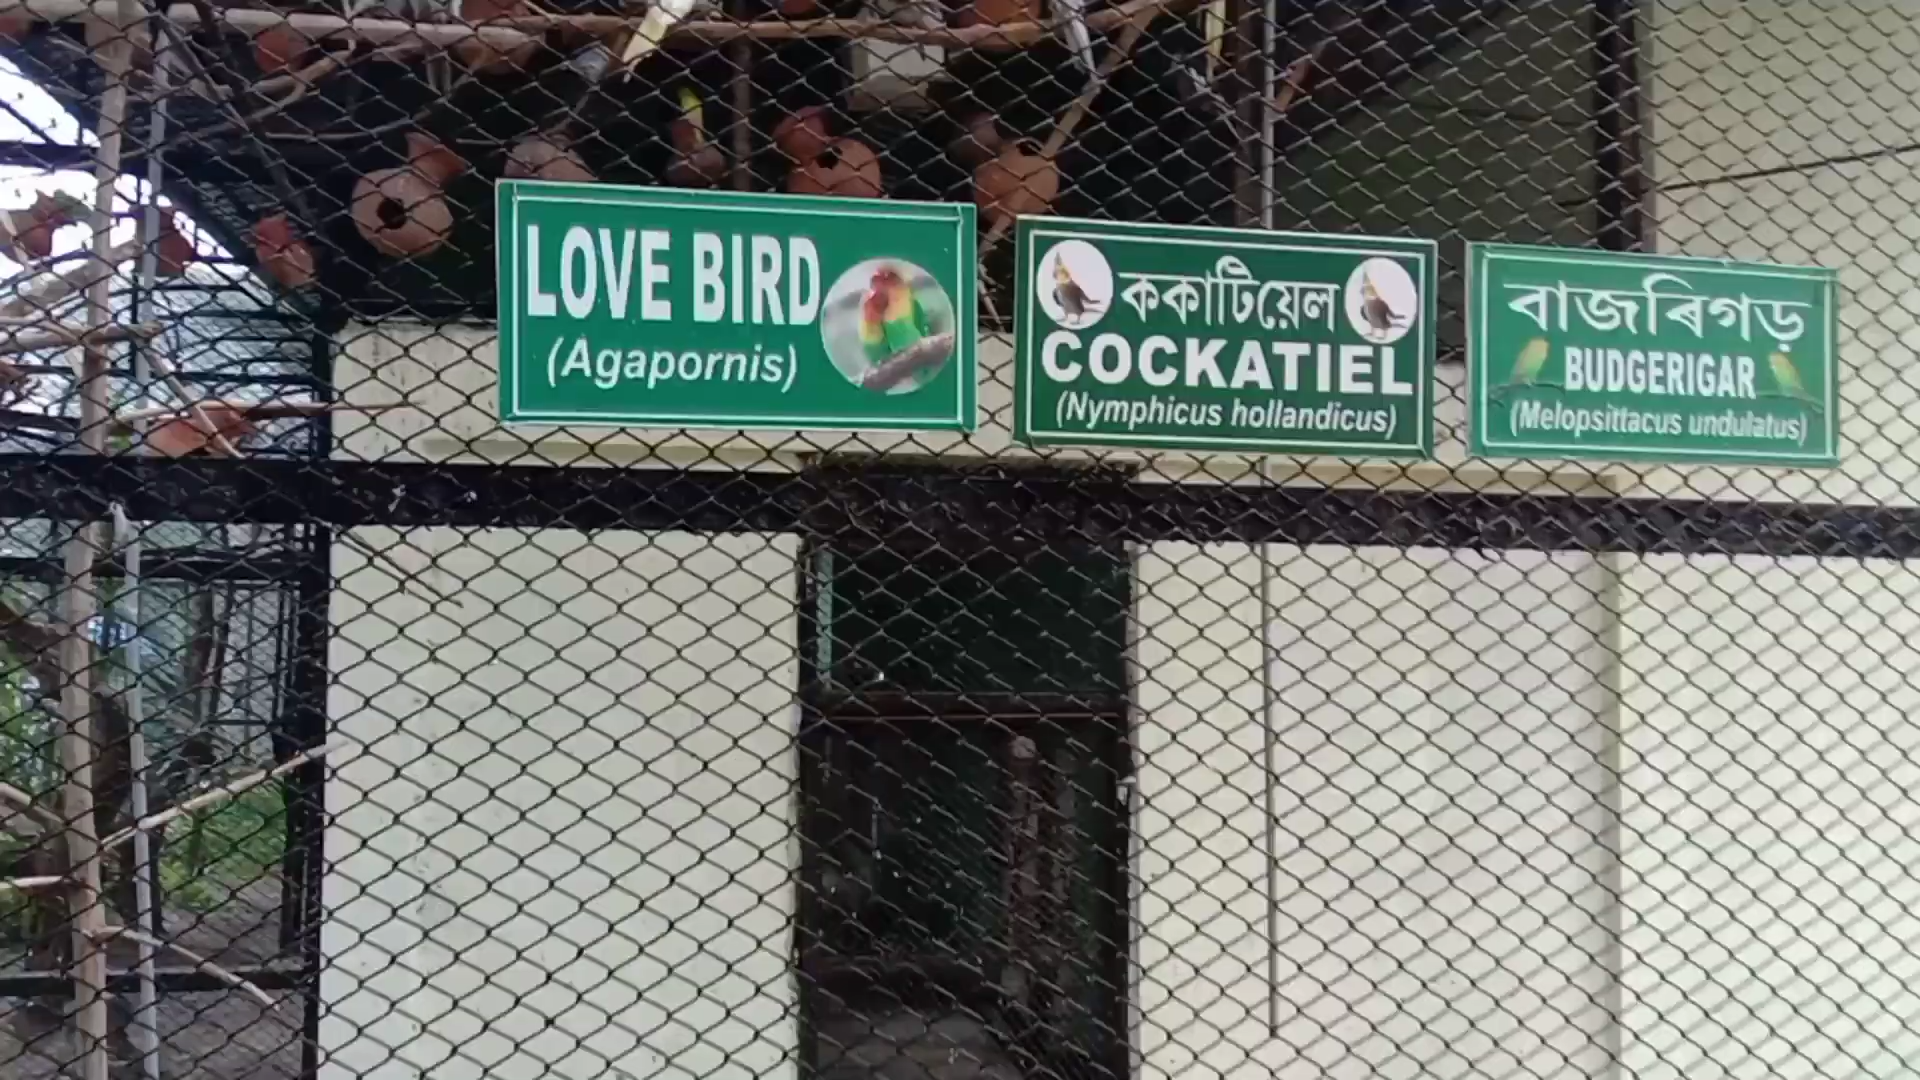 LOVE BIRD
(Agapornis)
ককাটিয়েল
COCKATIEL
(Nymphicus hollandicus)
বাজৰিগড়
BUDGERIGAR
(Melopsittacus undulatus)